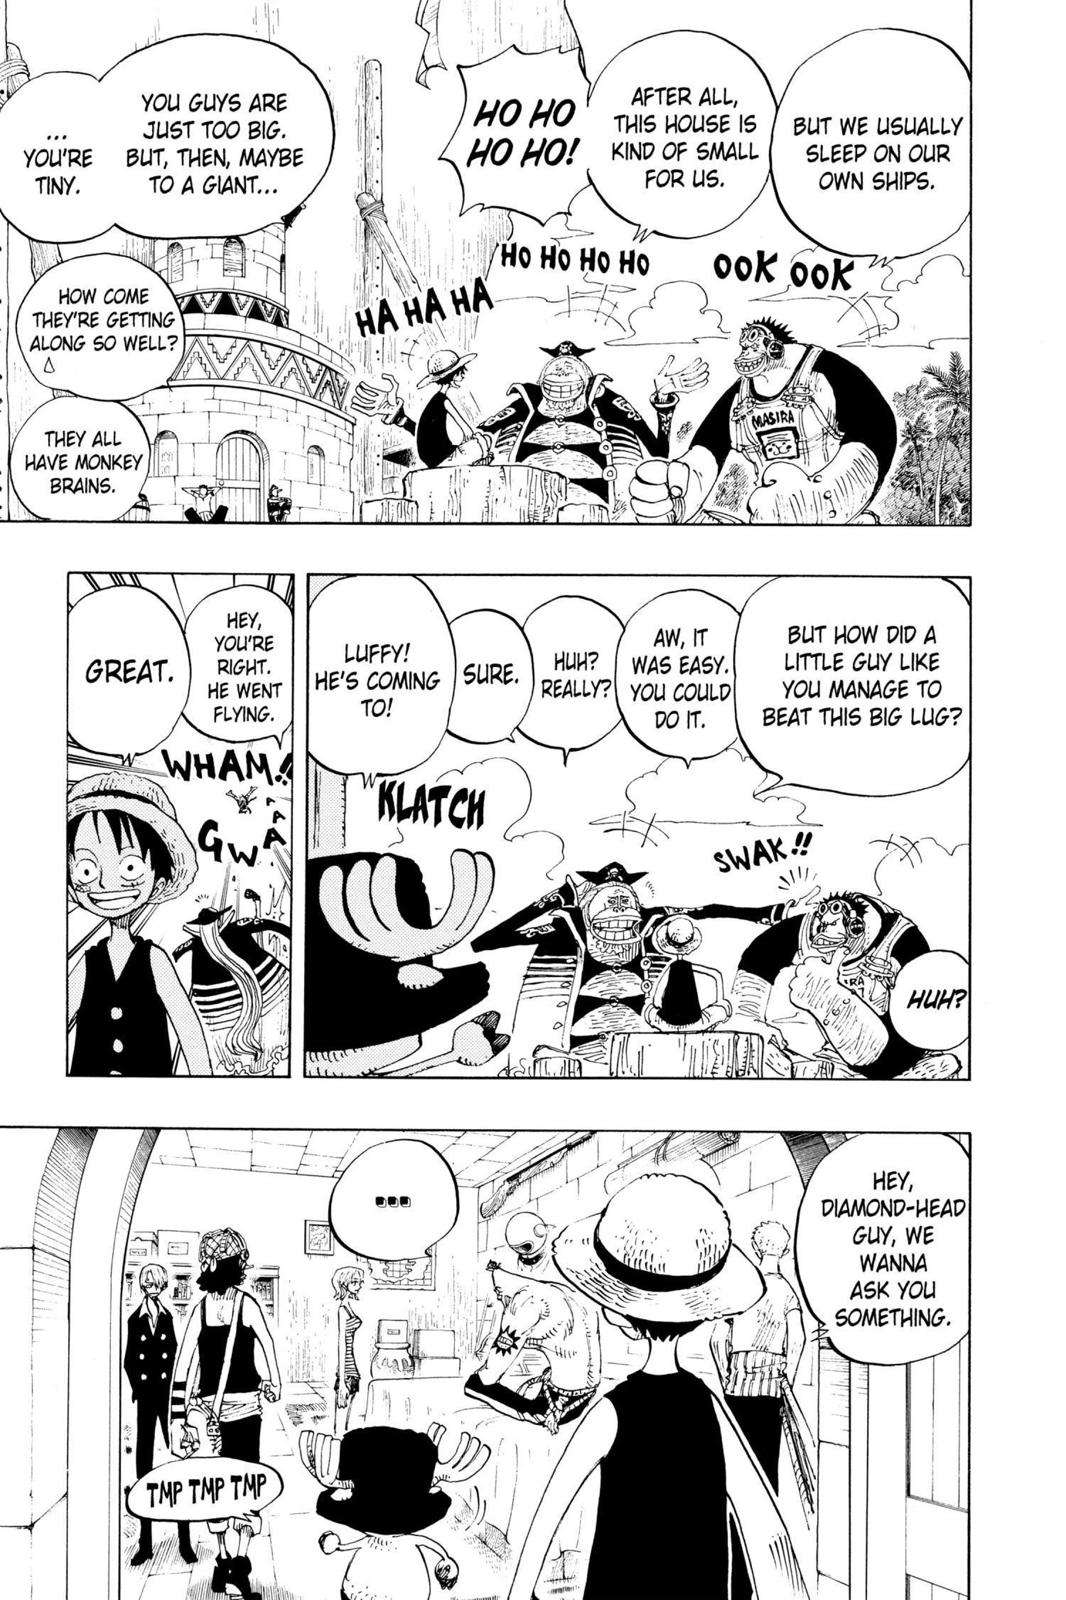 BUT WE USUALLY
SLEEP ON OUR
OWN SHIPS.
AFTER ALL,
THIS HOUSE IS
KIND OF SMALL
FOR US.
HO HO
HO HO!
YOU GUYS ARE
JUST TOO BIG.
BUT, THEN, MAYBE
TO A GIANT...
...
YOU'RE
TINY.
OOK OOK
HO HO HO HO
HA HA HA
MASIRA
HOW COME
THEY'RE GETTING
ALONG SO WELL?
THEY ALL
HAVE MONKEY
BRAINS.
BUT HOW DID A
LITTLE GUY LIKE
YOU MANAGE TO
BEAT THIS BIG LUG?
AW, IT
WAS EASY.
YOU COULD
DO IT.
HUH?
REALLY?
SURE.
LUFFY!
HE'S COMING
TO!
KLATCH
SWAK!!
HUH?
HEY,
YOU'RE
RIGHT.
HE WENT
FLYING.
GREAT.
WHAM!!
GWAAAA
HEY,
DIAMOND-HEAD
GUY, WE
WANNA
ASK YOU
SOMETHING.
...
TMP TMP TMP